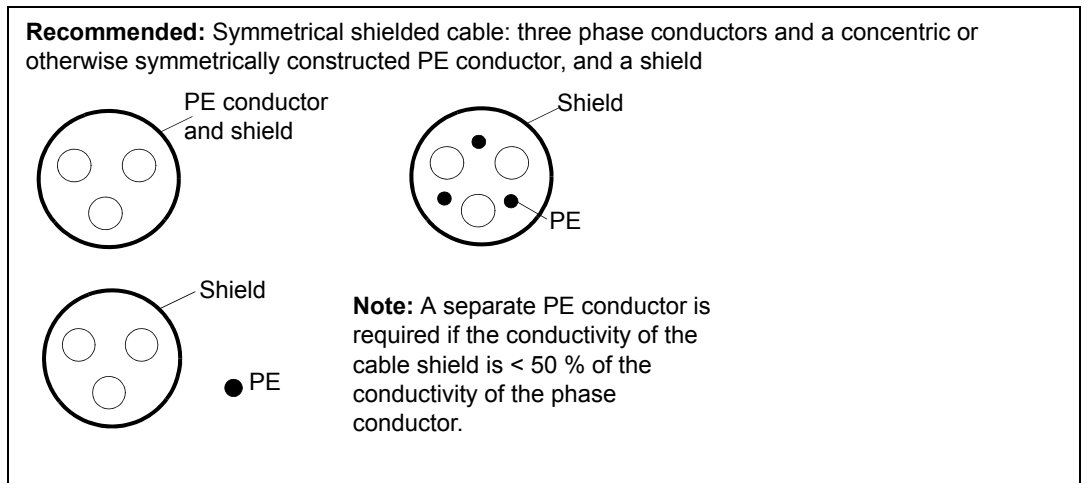 Recommended: Symmetrical shielded cable: three phase conductors and a concentric or
otherwise symmetrically constructed PE conductor, and a shield
PE conductor
and shield
Shield
PE
Shield
PE
Note: A separate PE conductor is
required if the conductivity of the
cable shield is < 50 % of the
conductivity of the phase
conductor.